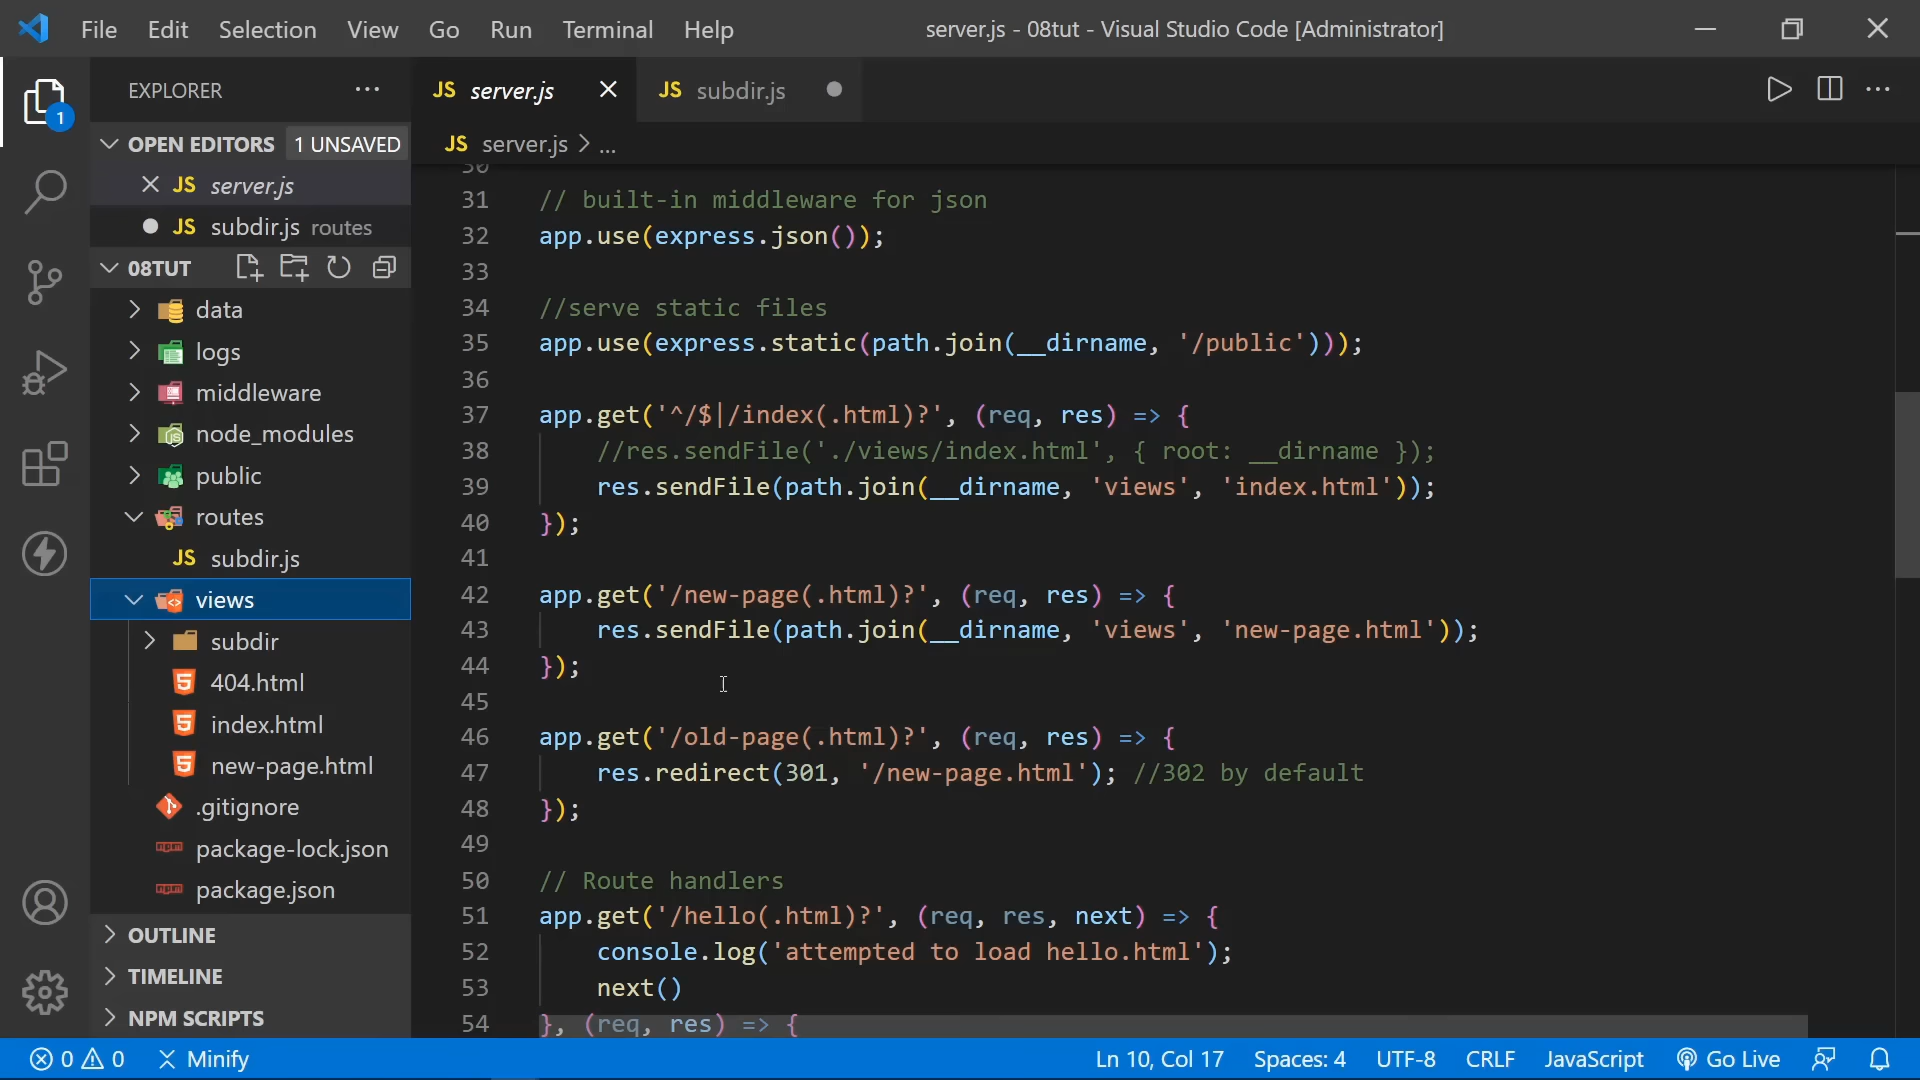 File Edit Selection View Go Run Terminal Help server.js - 08tut - Visual Studio Code [Administrator]
1
EXPLORER ...
OPEN EDITORS 1 UNSAVED
JS server.js
JS subdir.js routes
08TUT
data
logs
middleware
node_modules
public
routes
JS subdir.js
views
subdir
404.html
index.html
new-page.html
.gitignore
package-lock.json
package.json
OUTLINE
TIMELINE
NPM SCRIPTS
JS server.js JS subdir.js
JS server.js > ...
30
31 // built-in middleware for json
32 app.use(express.json());
33
34 //serve static files
35 app.use(express.static(path.join(__dirname, '/public')));
36
37 app.get('^/$|/index(.html)?', (req, res) => {
38 //res.sendFile('./views/index.html', { root: __dirname });
39 res.sendFile(path.join(__dirname, 'views', 'index.html'));
40 });
41
42 app.get('/new-page(.html)?', (req, res) => {
43 res.sendFile(path.join(__dirname, 'views', 'new-page.html'));
44 });
45
46 app.get('/old-page(.html)?', (req, res) => {
47 res.redirect(301, '/new-page.html'); //302 by default
48 });
49
50 // Route handlers
51 app.get('/hello(.html)?', (req, res, next) => {
52 console.log('attempted to load hello.html');
53 next()
54 }, (req, res) => {
0 0 Minify Ln 10, Col 17 Spaces: 4 UTF-8 CRLF JavaScript Go Live